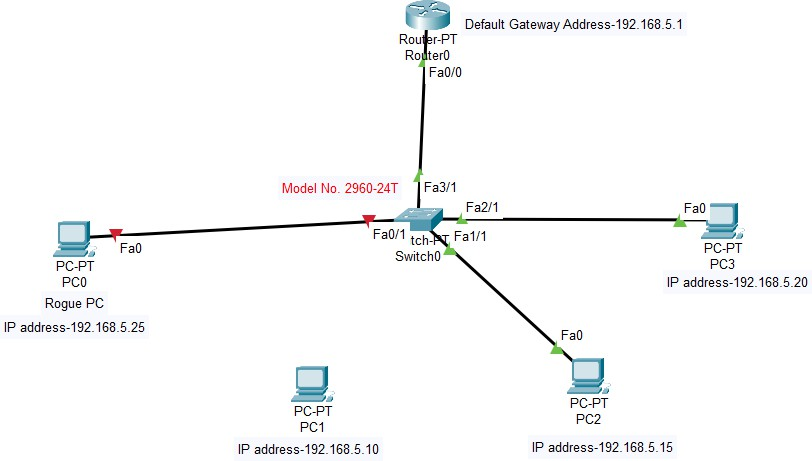 Router-PT
Router0
Default Gateway Address-192.168.5.1
Fa0/0
Model No. 2960-24T
Fa3/1
Fa0/1
Fa2/1
Fa1/1
tch-PT
Switch0
Fa0
PC-PT
PC0
Rogue PC
IP address-192.168.5.25
Fa0
PC-PT
PC3
IP address-192.168.5.20
PC-PT
PC1
IP address-192.168.5.10
Fa0
PC-PT
PC2
IP address-192.168.5.15